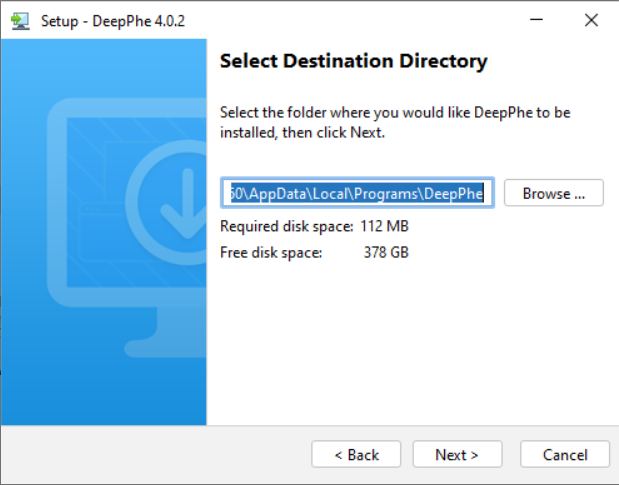 Setup - DeepPhe 4.0.2
Select Destination Directory
Select the folder where you would like DeepPhe to be
installed, then click Next.
60\AppData\Local\Programs\DeepPhe
Browse ...
Required disk space: 112 MB
Free disk space: 378 GB
< Back
Next >
Cancel